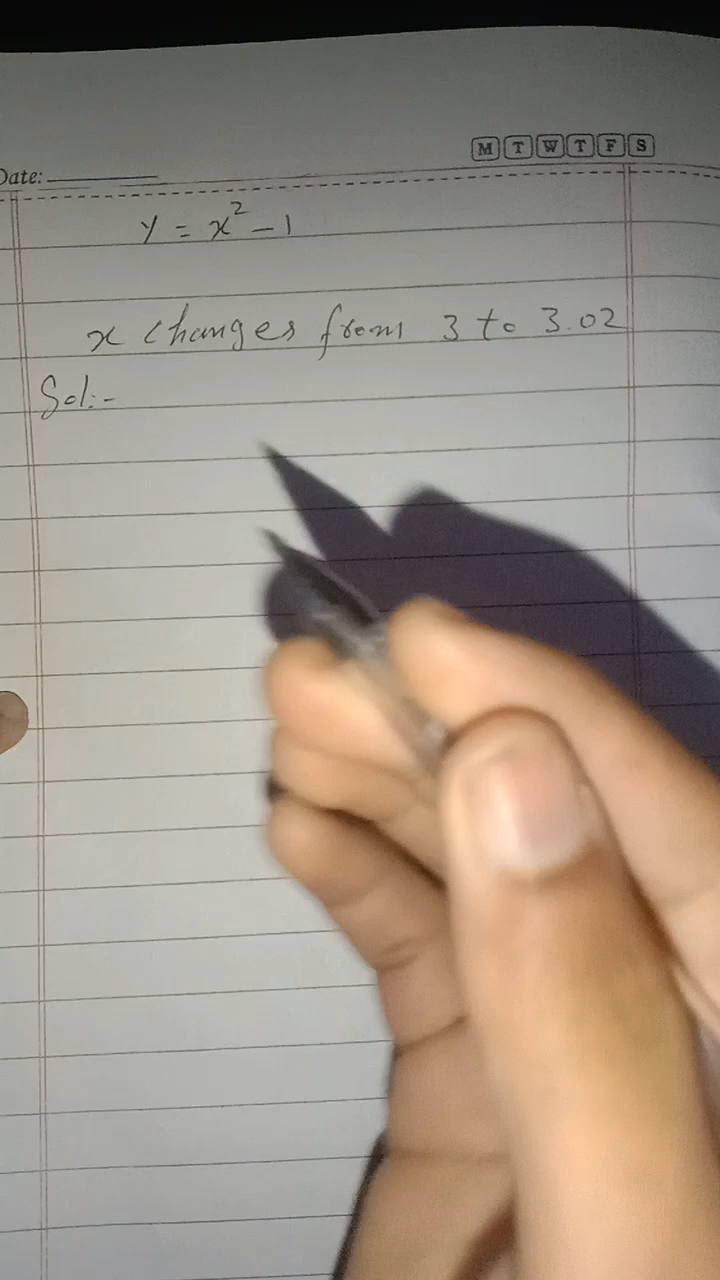 M T W T F S
Date:
y = x² - 1
x changes from 3 to 3.02
Sol:-